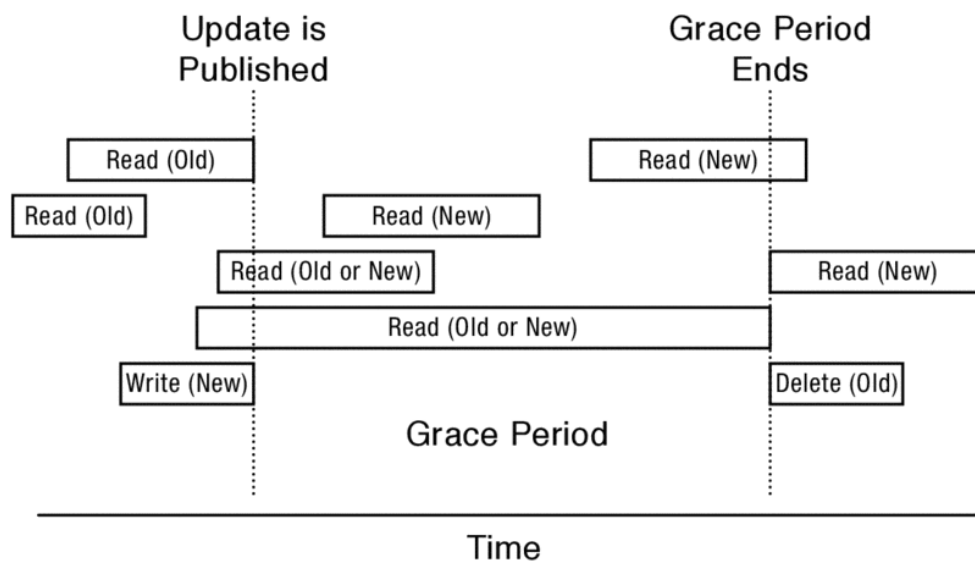 Update is
Published
Grace Period
Ends
Read (Old)
Read (New)
Read (Old)
Read (New)
Read (Old or New)
Read (New)
Read (Old or New)
Write (New)
Delete (Old)
Grace Period
Time